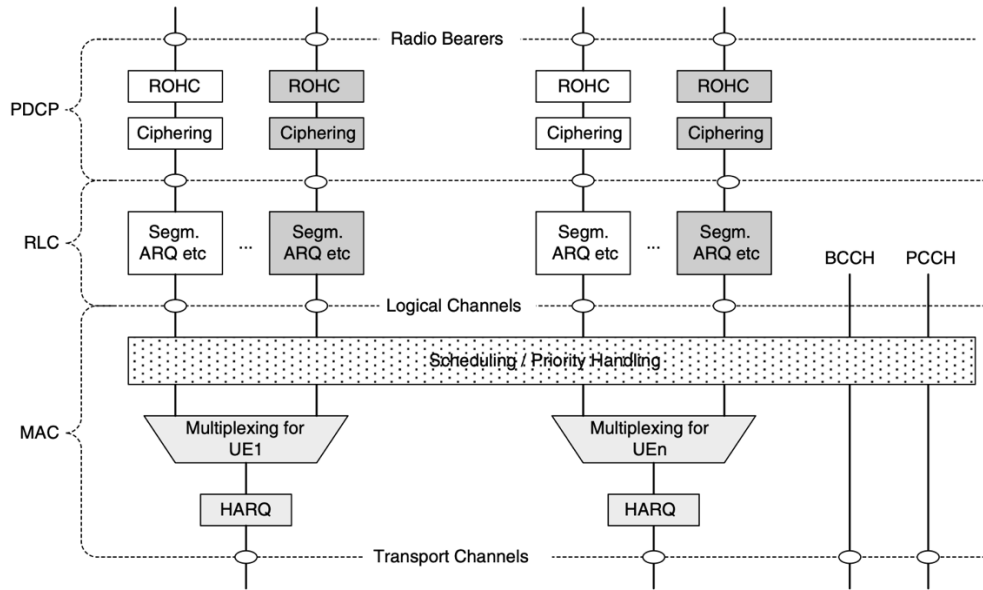 Radio Bearers
ROHC
ROHC
ROHC
ROHC
PDCP
Ciphering
Ciphering
Ciphering
Ciphering
RLC
Segm.
ARQ etc
...
Segm.
ARQ etc
Segm.
ARQ etc
...
Segm.
ARQ etc
BCCH
PCCH
Logical Channels
Scheduling / Priority Handling
MAC
Multiplexing for
UE1
Multiplexing for
UEn
HARQ
HARQ
Transport Channels